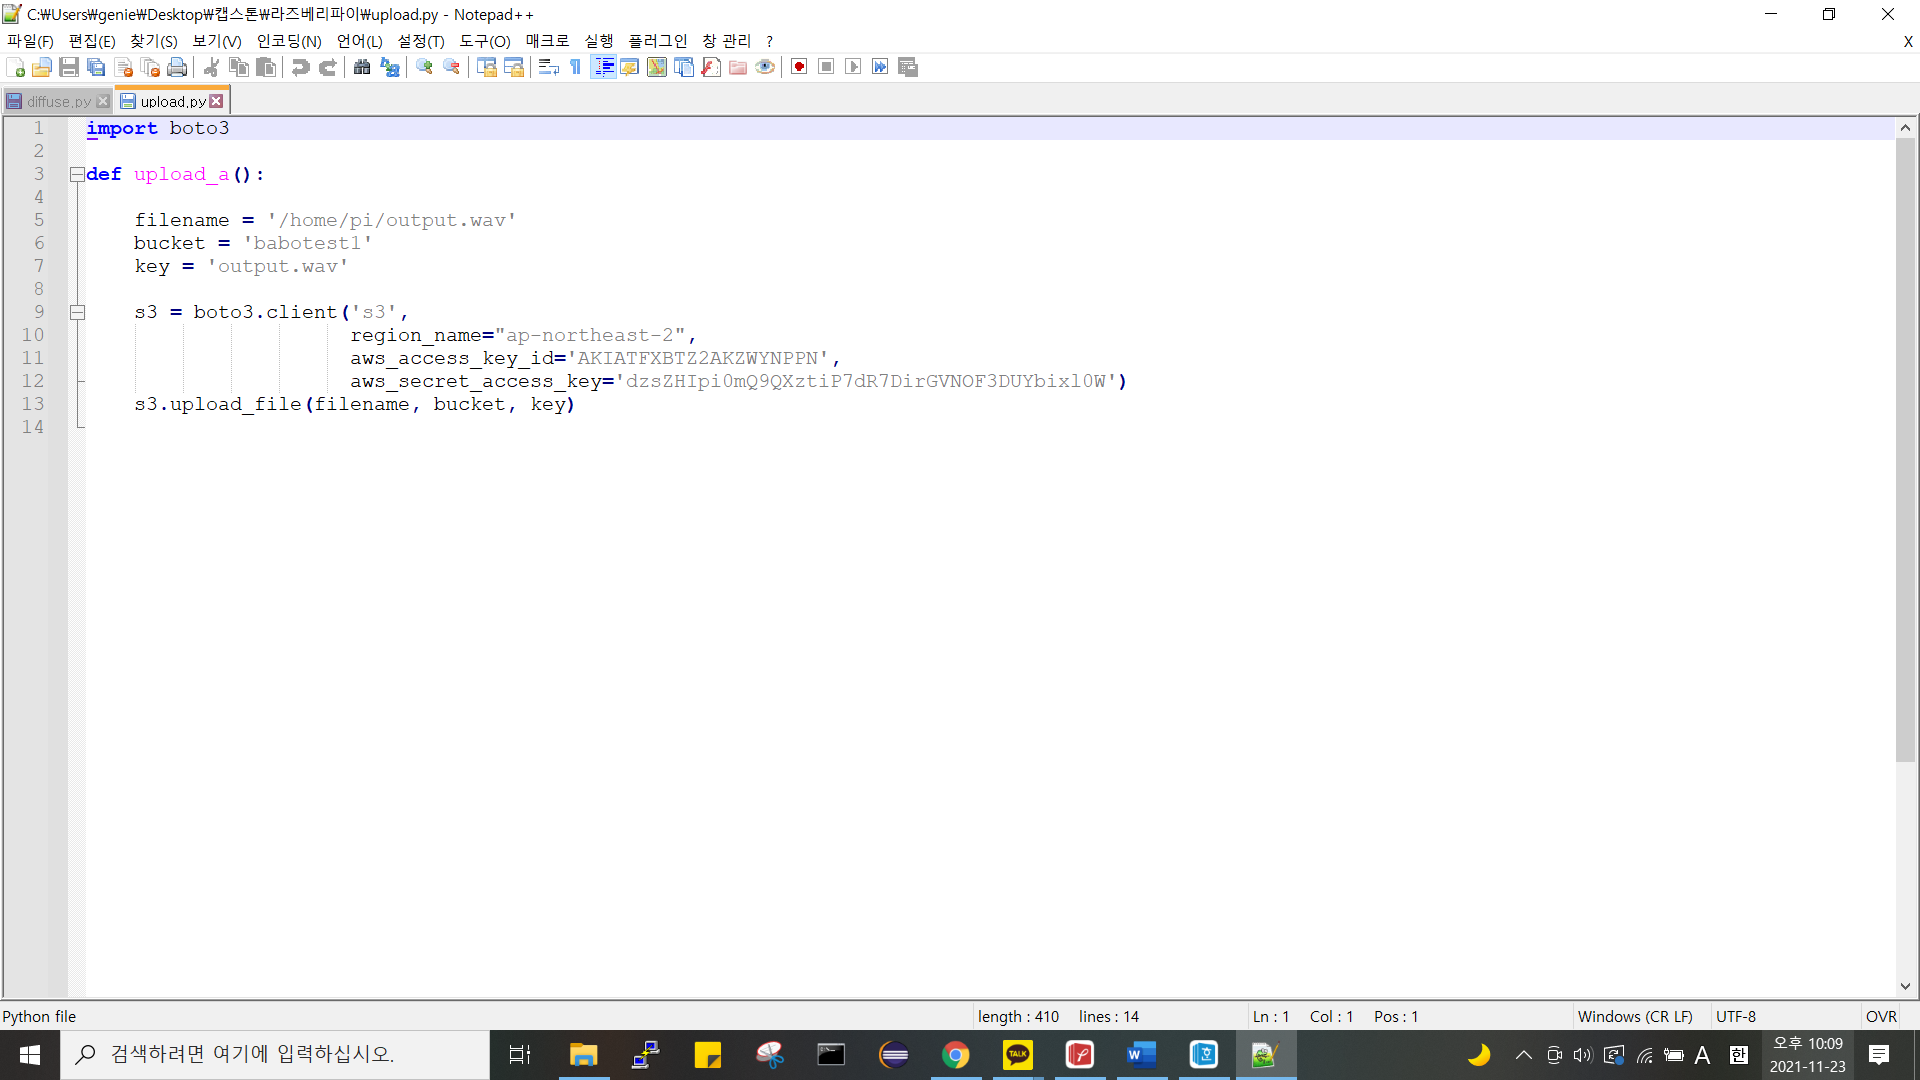 C:₩Users₩genie₩Desktop₩캡스톤₩라즈베리파이₩upload.py - Notepad++
파일(F) 편집(E) 찾기(S) 보기(V) 인코딩(N) 언어(L) 설정(T) 도구(O) 매크로 실행 플러그인 창 관리 ? X
diffuse.py upload.py
1 import boto3
2
3 def upload_a():
4
5 filename = '/home/pi/output.wav'
6 bucket = 'babotest1'
7 key = 'output.wav'
8
9 s3 = boto3.client('s3',
10 region_name="ap-northeast-2",
11 aws_access_key_id='AKIATFXBTZ2AKZWYNPPN',
12 aws_secret_access_key='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')
13 s3.upload_file(filename, bucket, key)
14
Python file length : 410 lines : 14 Ln : 1 Col : 1 Pos : 1 Windows (CR LF) UTF-8 OVR
검색하려면 여기에 입력하십시오. TALK A 한 오후 10:09
2021-11-23